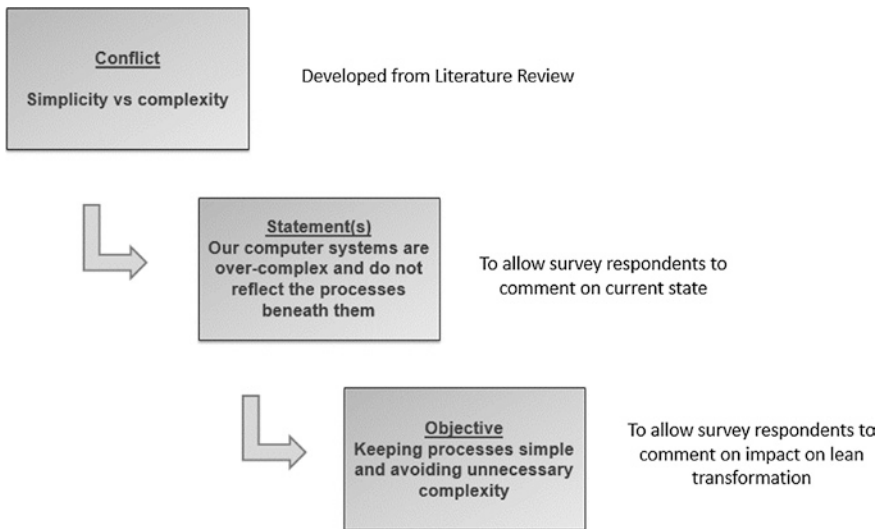 Conflict
Simplicity vs complexity
Developed from Literature Review
Statement(s)
Our computer systems are
over-complex and do not
reflect the processes
beneath them
To allow survey respondents to
comment on current state
Objective
Keeping processes simple
and avoiding unnecessary
complexity
To allow survey respondents to
comment on impact on lean
transformation